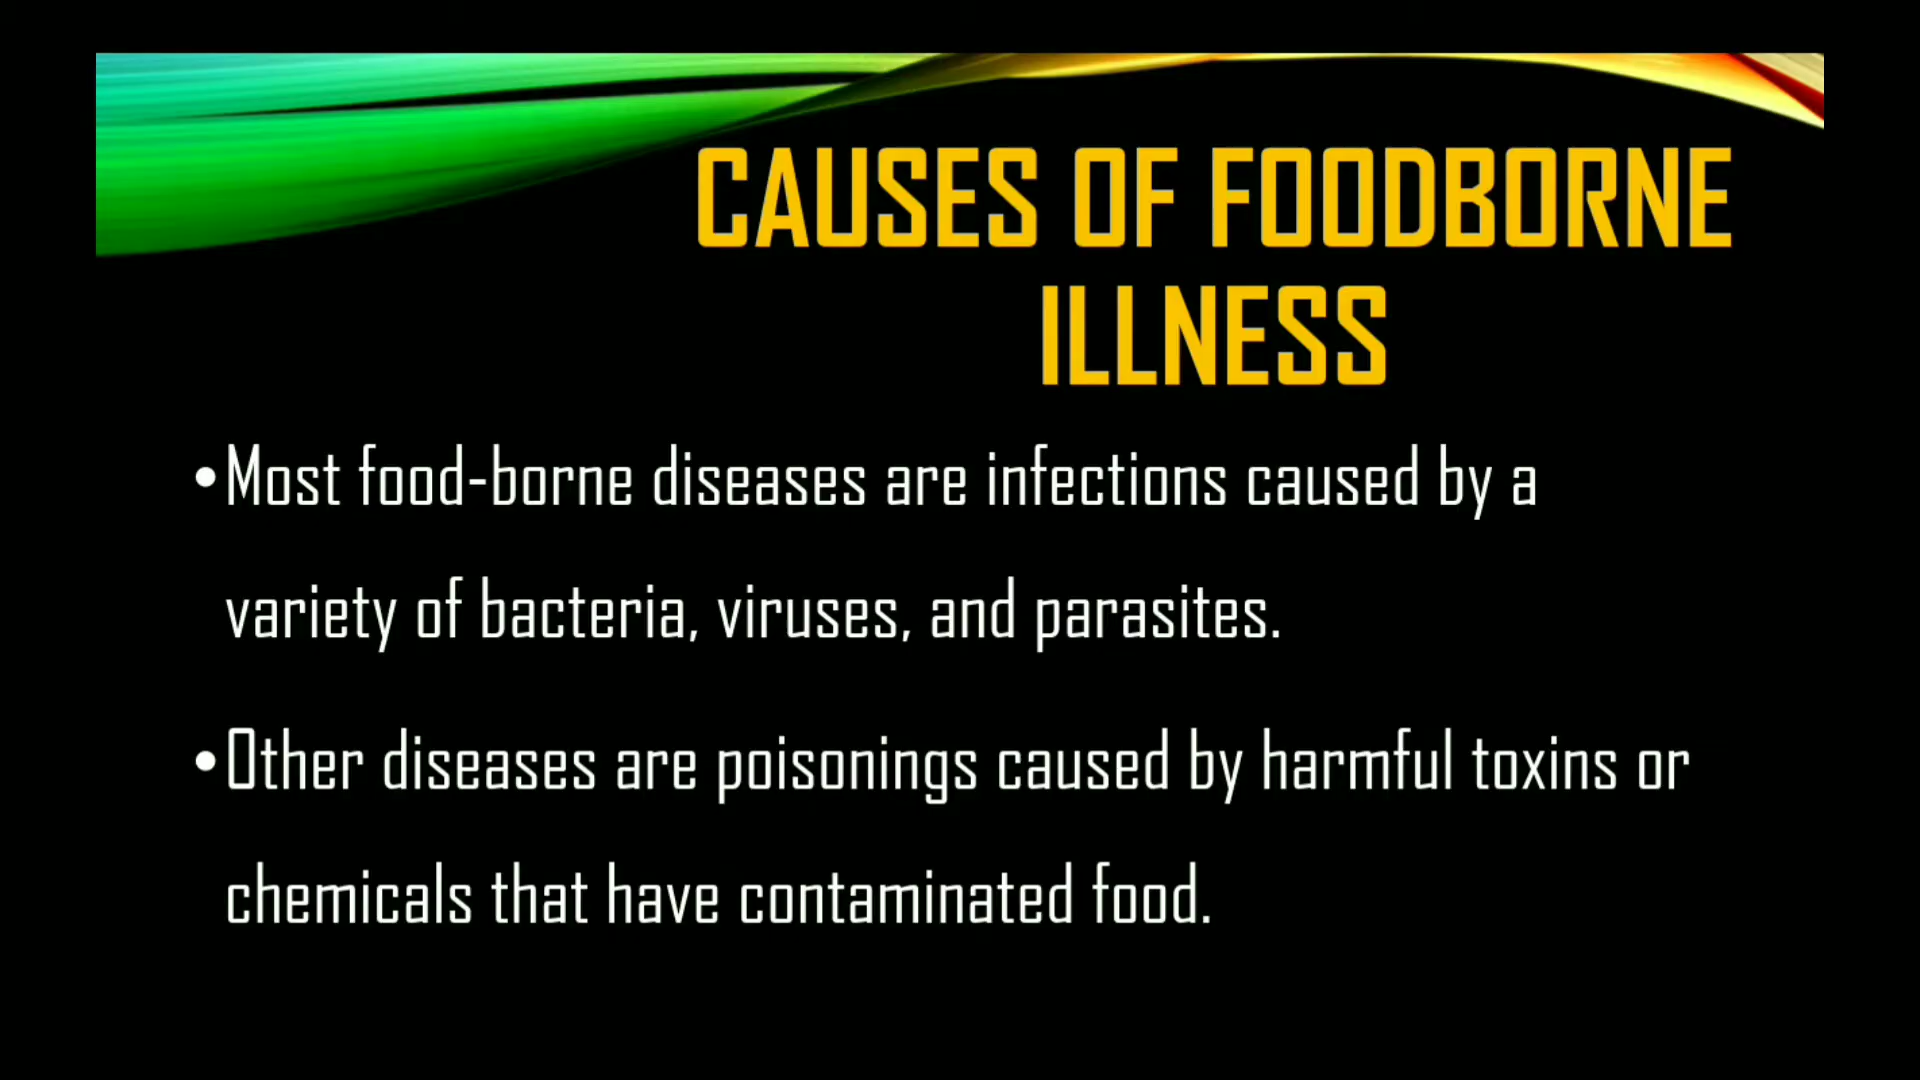 CAUSES OF FOODBORNE
ILLNESS
•Most food-borne diseases are infections caused by a
variety of bacteria, viruses, and parasites.
•Other diseases are poisonings caused by harmful toxins or
chemicals that have contaminated food.